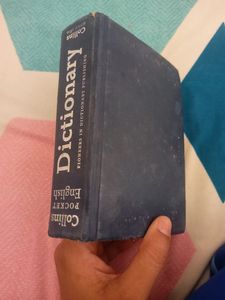 Collins
POCKET
English
Dictionary
PIONEERS IN DICTIONARY PUBLISHING
Collins